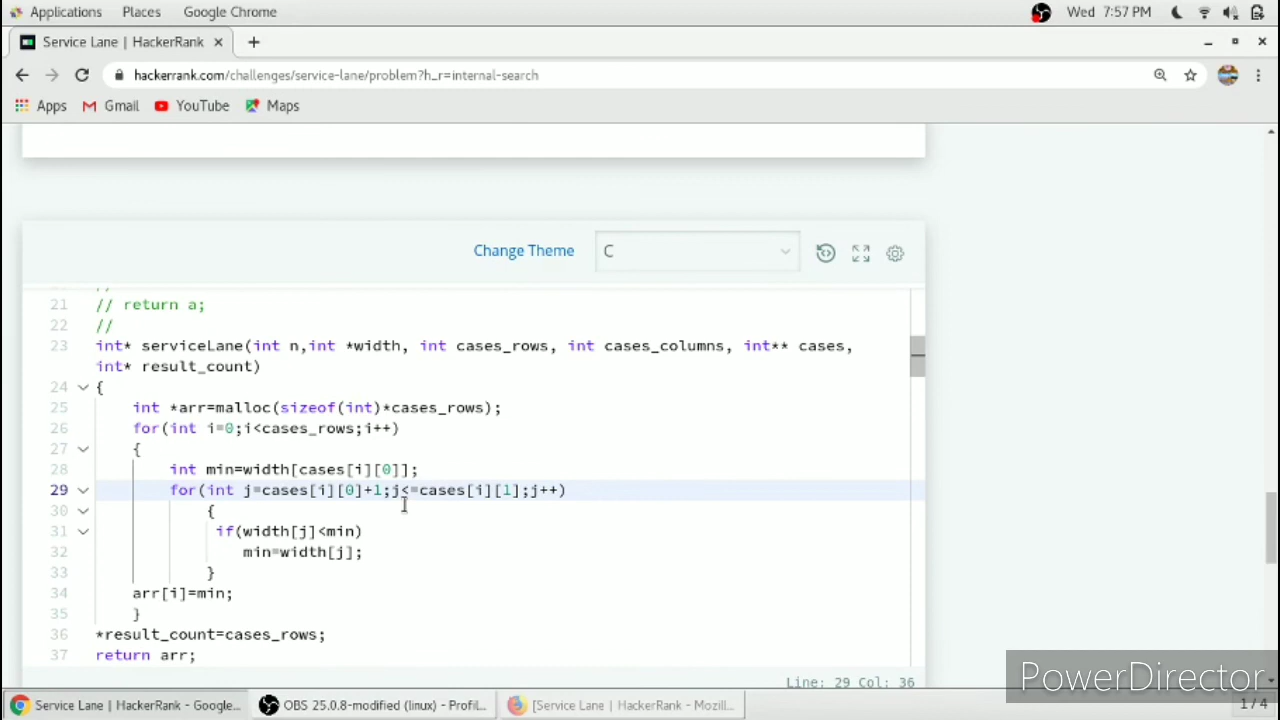 Applications Places Google Chrome Wed 7:57 PM
Service Lane | HackerRank
hackerrank.com/challenges/service-lane/problem?h_r=internal-search
Apps Gmail YouTube Maps
Change Theme C
21 // return a;
22 //
23 int* serviceLane(int n,int *width, int cases_rows, int cases_columns, int** cases,
int* result_count)
24 {
25 int *arr=malloc(sizeof(int)*cases_rows);
26 for(int i=0;i<cases_rows;i++)
27 {
28 int min=width[cases[i][0]];
29 for(int j=cases[i][0]+1;j<=cases[i][1];j++)
30 {
31 if(width[j]<min)
32 min=width[j];
33 }
34 arr[i]=min;
35 }
36 *result_count=cases_rows;
37 return arr;
Line: 29 Col: 36
PowerDirector
Service Lane | HackerRank - Google... OBS 25.0.8-modified (linux) - Profil... [Service Lane | HackerRank - Mozill... 1 / 4